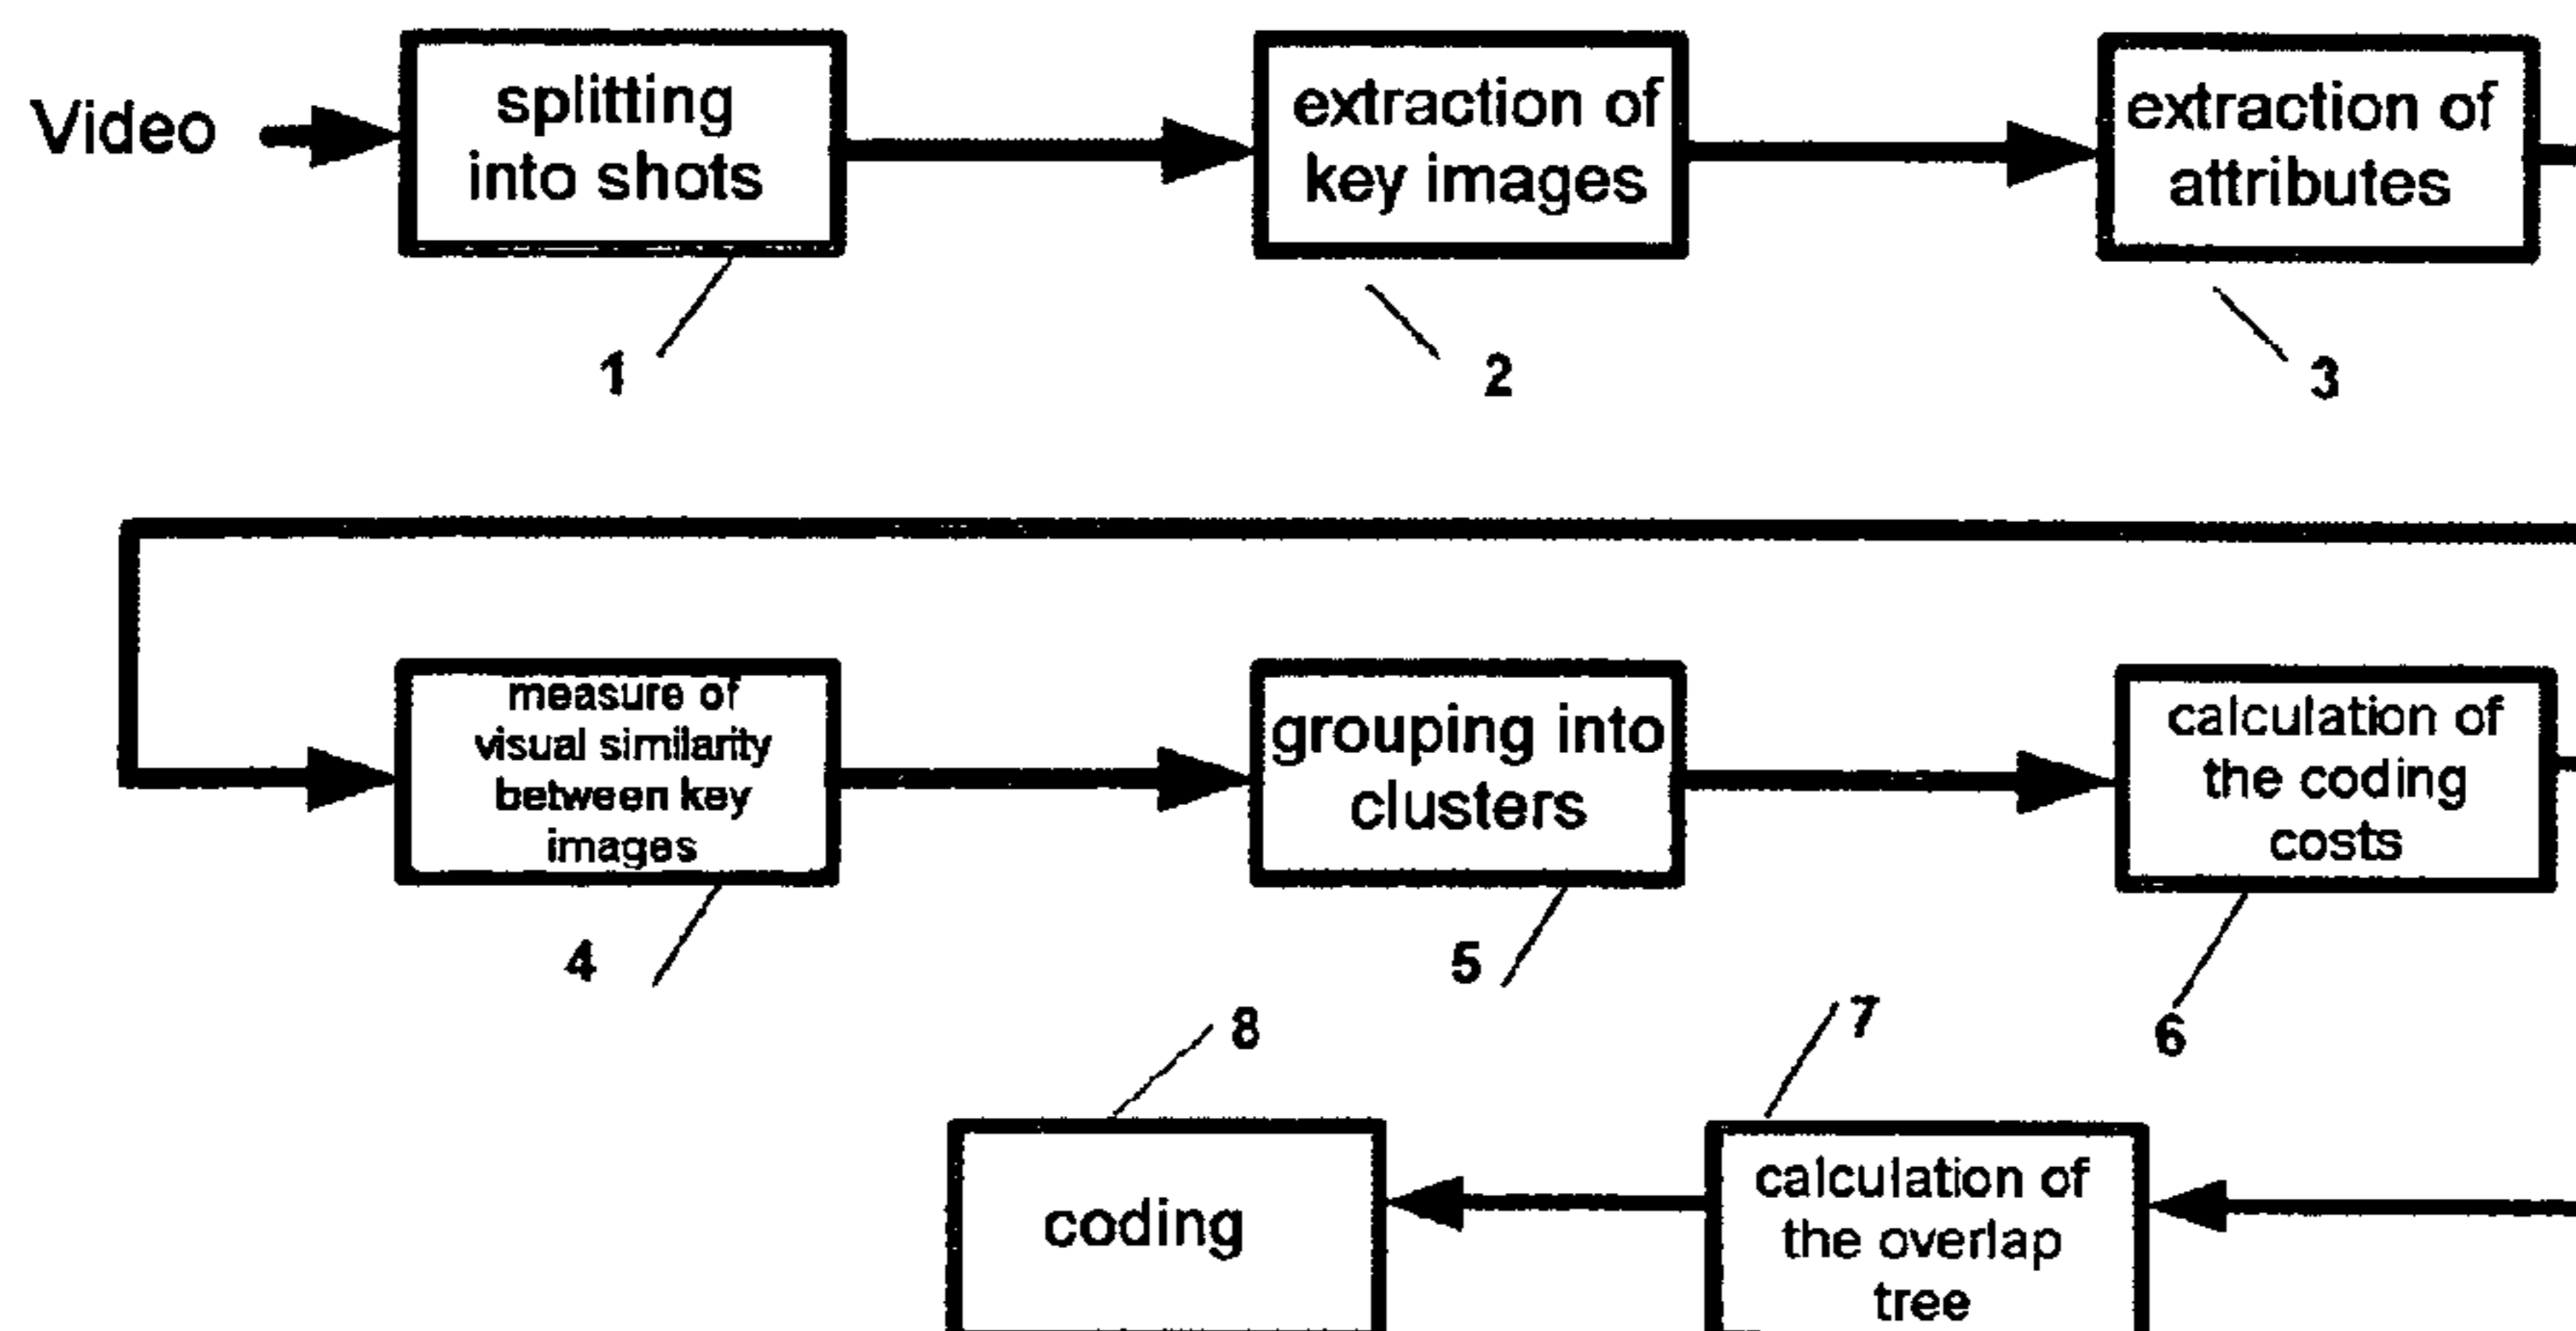 Video
splitting
into shots
extraction of
key images
extraction of
attributes
1
2
3
measure of
visual similarity
between key
images
grouping into
clusters
calculation of
the coding
costs
4
5
6
8
7
coding
calculation of
the overlap
tree